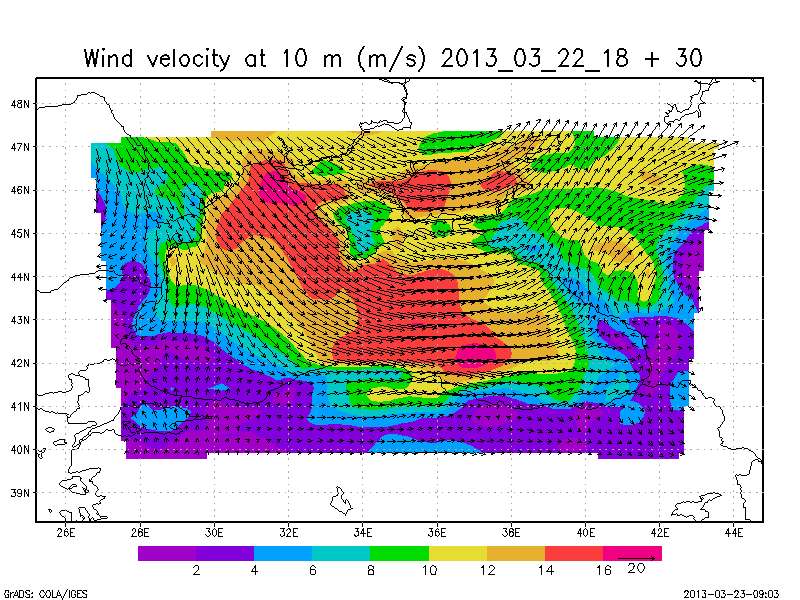 Wind velocity at 10 m (m/s) 2013_03_22_18 + 30
48N
47N
46N
45N
44N
43N
42N
41N
40N
39N
26E 28E 30E 32E 34E 36E 38E 40E 42E 44E
2 4 6 8 10 12 14 16 20
GrADS: COLA/IGES 2013-03-23-09:03